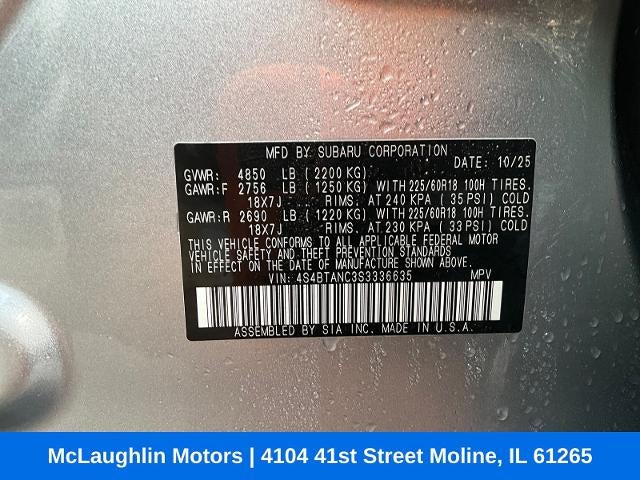 MFD BY SUBARU CORPORATION
DATE: 10/25
GVWR: 4850 LB (2200 KG)
GAWR:F 2756 LB (1250 KG) WITH 225/60R18 100H TIRES.
18X7J RIMS. AT 240 KPA (35 PSI) COLD
GAWR:R 2690 LB (1220 KG) WITH 225/60R18 100H TIRES.
18X7J RIMS. AT 230 KPA (33 PSI) COLD
THIS VEHICLE CONFORMS TO ALL APPLICABLE FEDERAL MOTOR
VEHICLE SAFETY AND THEFT PREVENTION STANDARDS
IN EFFECT ON THE DATE OF MANUFACTURE SHOWN ABOVE.
VIN: 4S4BTANC3S3336635 MPV
ASSEMBLED BY SIA INC. MADE IN U.S.A.
McLaughlin Motors | 4104 41st Street Moline, IL 61265